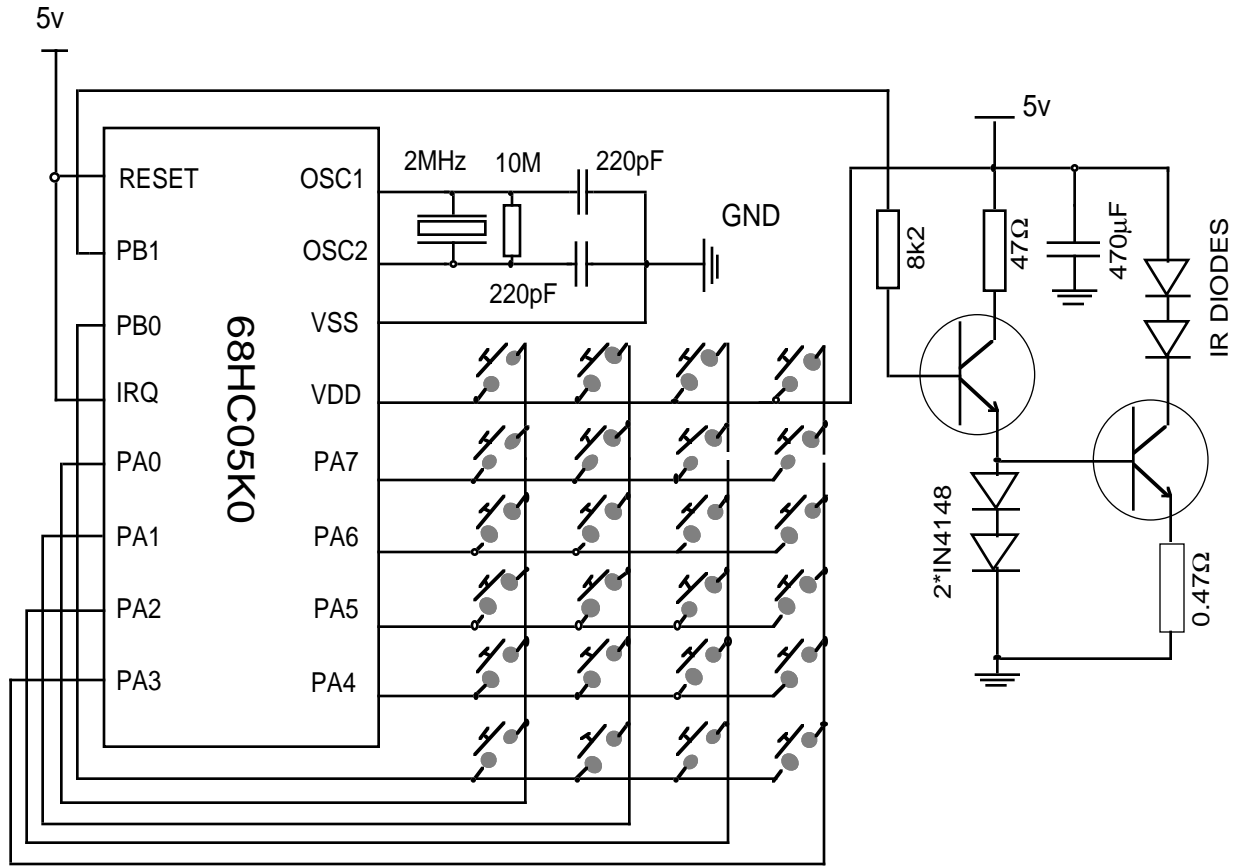 5v
5v
RESET
OSC1
2MHz
10M
220pF
GND
PB1
OSC2
220pF
PB0
VSS
68HC05K0
IRQ
VDD
PA0
PA7
PA1
PA6
PA2
PA5
PA3
PA4
8k2
47Ω
470µF
IR DIODES
2*IN4148
0.47Ω